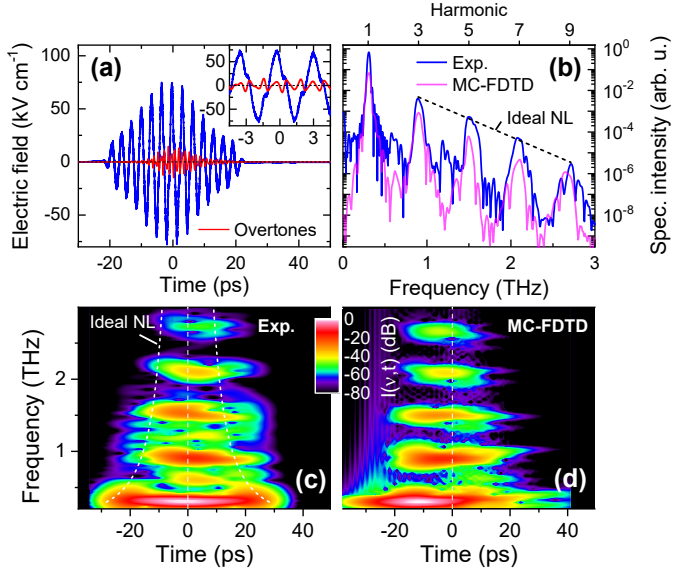 Harmonic
1 3 5 7 9
Electric field (kV cm⁻¹)
100
75
50
25
0
-50
(a)
50
0
-50
-3 0 3
Overtones
-20 0 20 40
Time (ps)
(b)
Exp.
MC-FDTD
Ideal NL
10⁰
10⁻²
10⁻⁴
10⁻⁶
10⁻⁸
Spec. intensity (arb. u.)
0 1 2 3
Frequency (THz)
Frequency (THz)
2
1
Ideal NL
Exp.
(c)
-20 0 20 40
Time (ps)
0
-20
-40
-60
-80
I(ν,t) (dB)
MC-FDTD
(d)
-20 0 20 40
Time (ps)